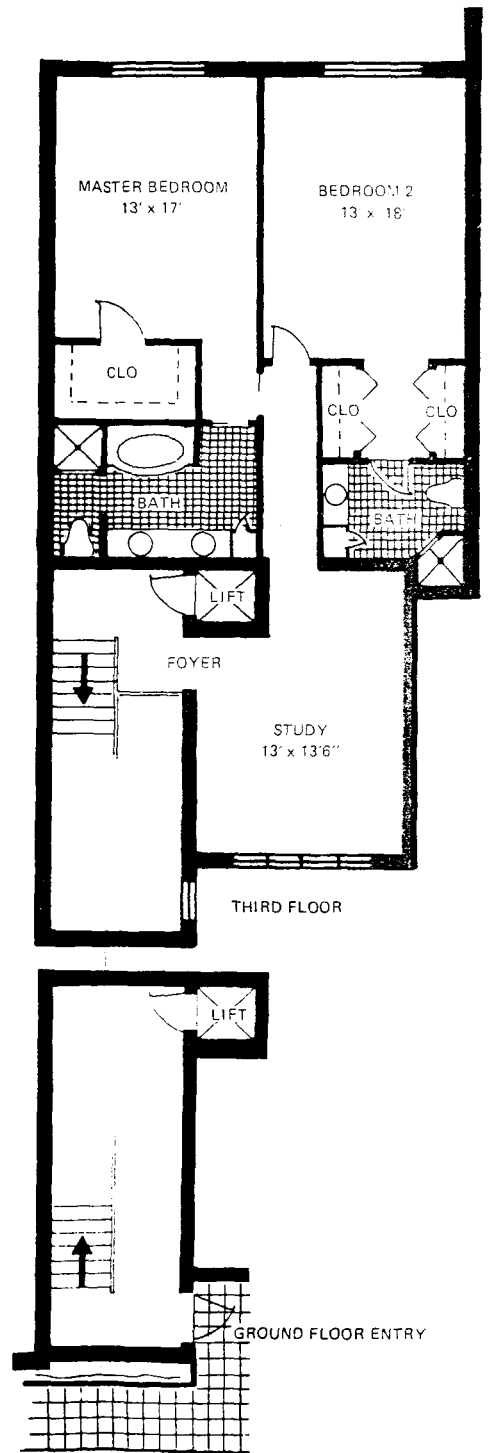 MASTER BEDROOM
13' x 17'
BEDROOM 2
13' x 18'
CLO
CLO
CLO
BATH
BATH
LIFT
FOYER
STUDY
13' x 13'6"
THIRD FLOOR
LIFT
GROUND FLOOR ENTRY